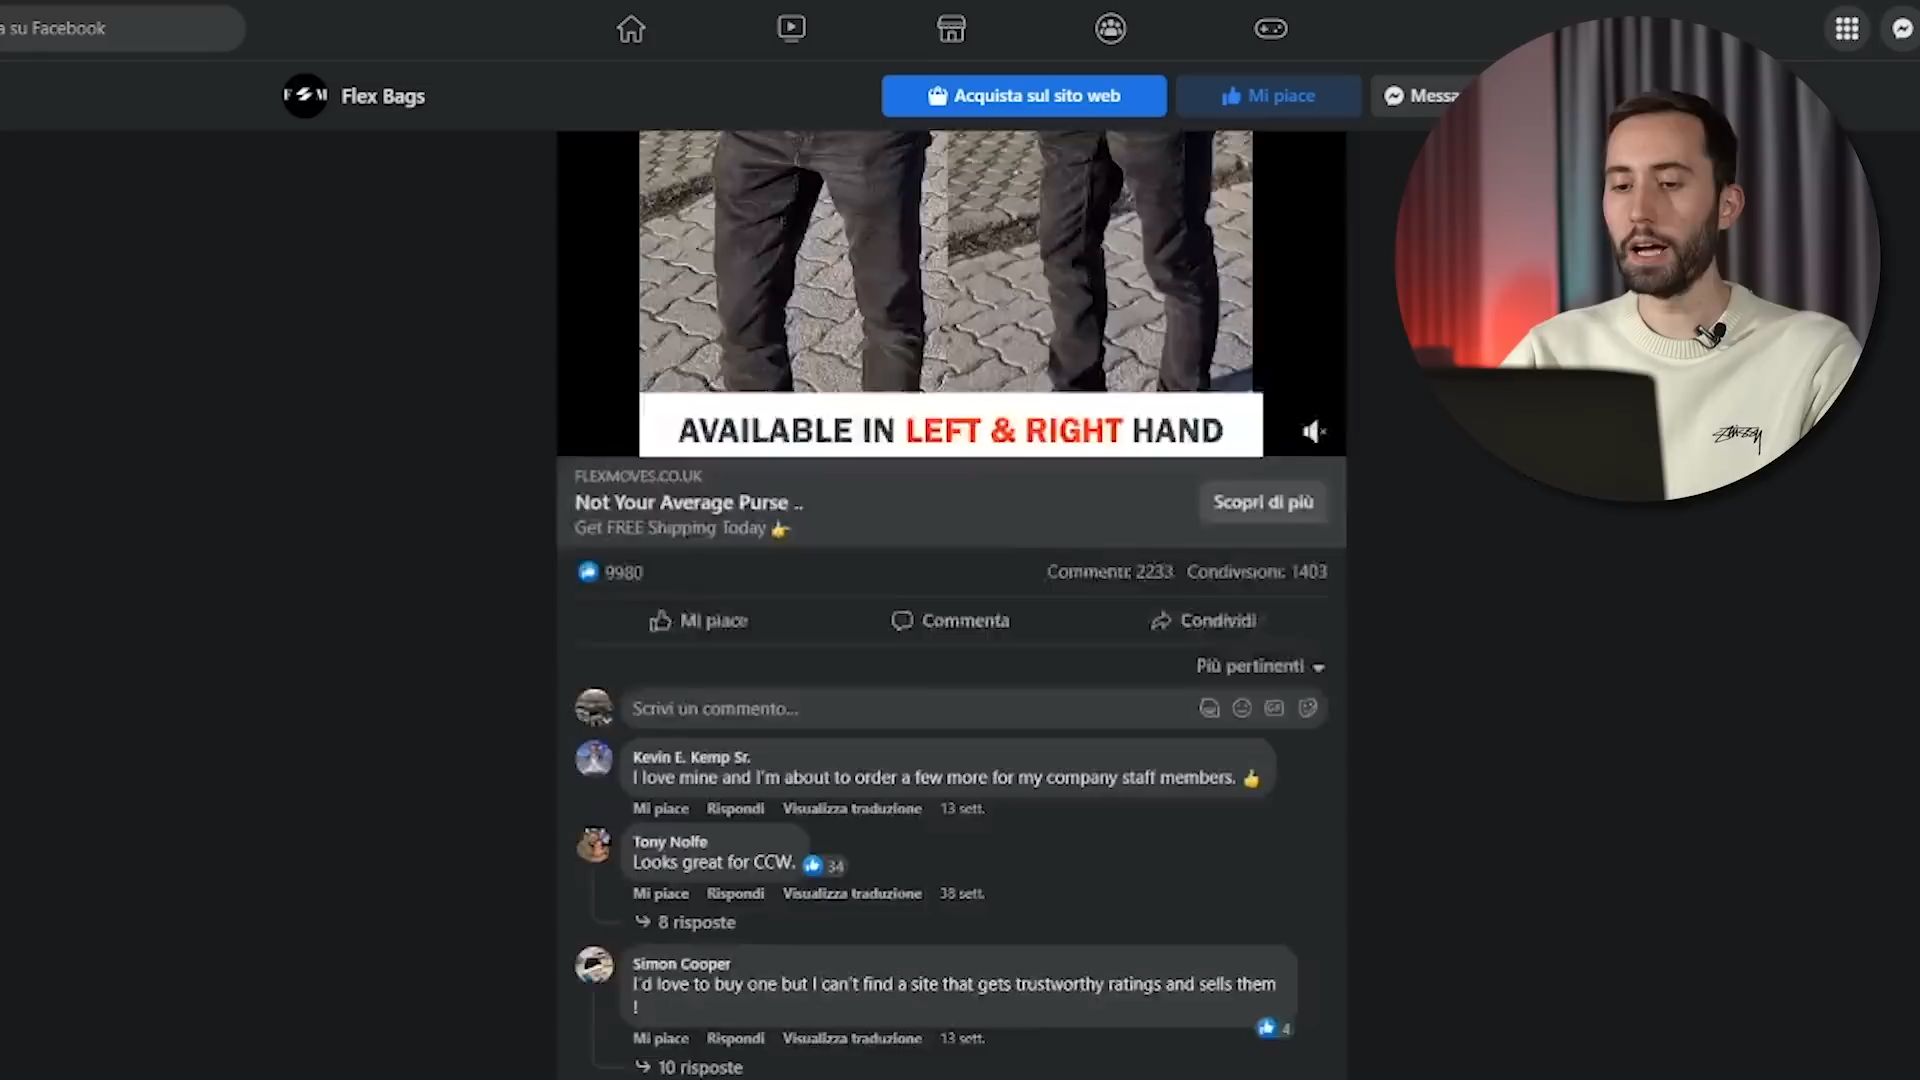 a su Facebook
FSM
Flex Bags
Acquista sul sito web
Mi piace
Messa
AVAILABLE IN LEFT & RIGHT HAND
FLEXMOVES.CO.UK
Not Your Average Purse ..
Get FREE Shipping Today 👉
Scopri di più
9980
Commenti: 2233 Condivisioni: 1403
Mi piace
Commenta
Condividi
Più pertinenti
Scrivi un commento...
GIF
Kevin E. Kemp Sr.
I love mine and I'm about to order a few more for my company staff members. 👍
Mi piace Rispondi Visualizza traduzione 13 sett.
Tony Nolfe
Looks great for CCW.
34
Mi piace Rispondi Visualizza traduzione 38 sett.
8 risposte
Simon Cooper
I'd love to buy one but I can't find a site that gets trustworthy ratings and sells them
!
4
Mi piace Rispondi Visualizza traduzione 13 sett.
10 risposte
Stüssy